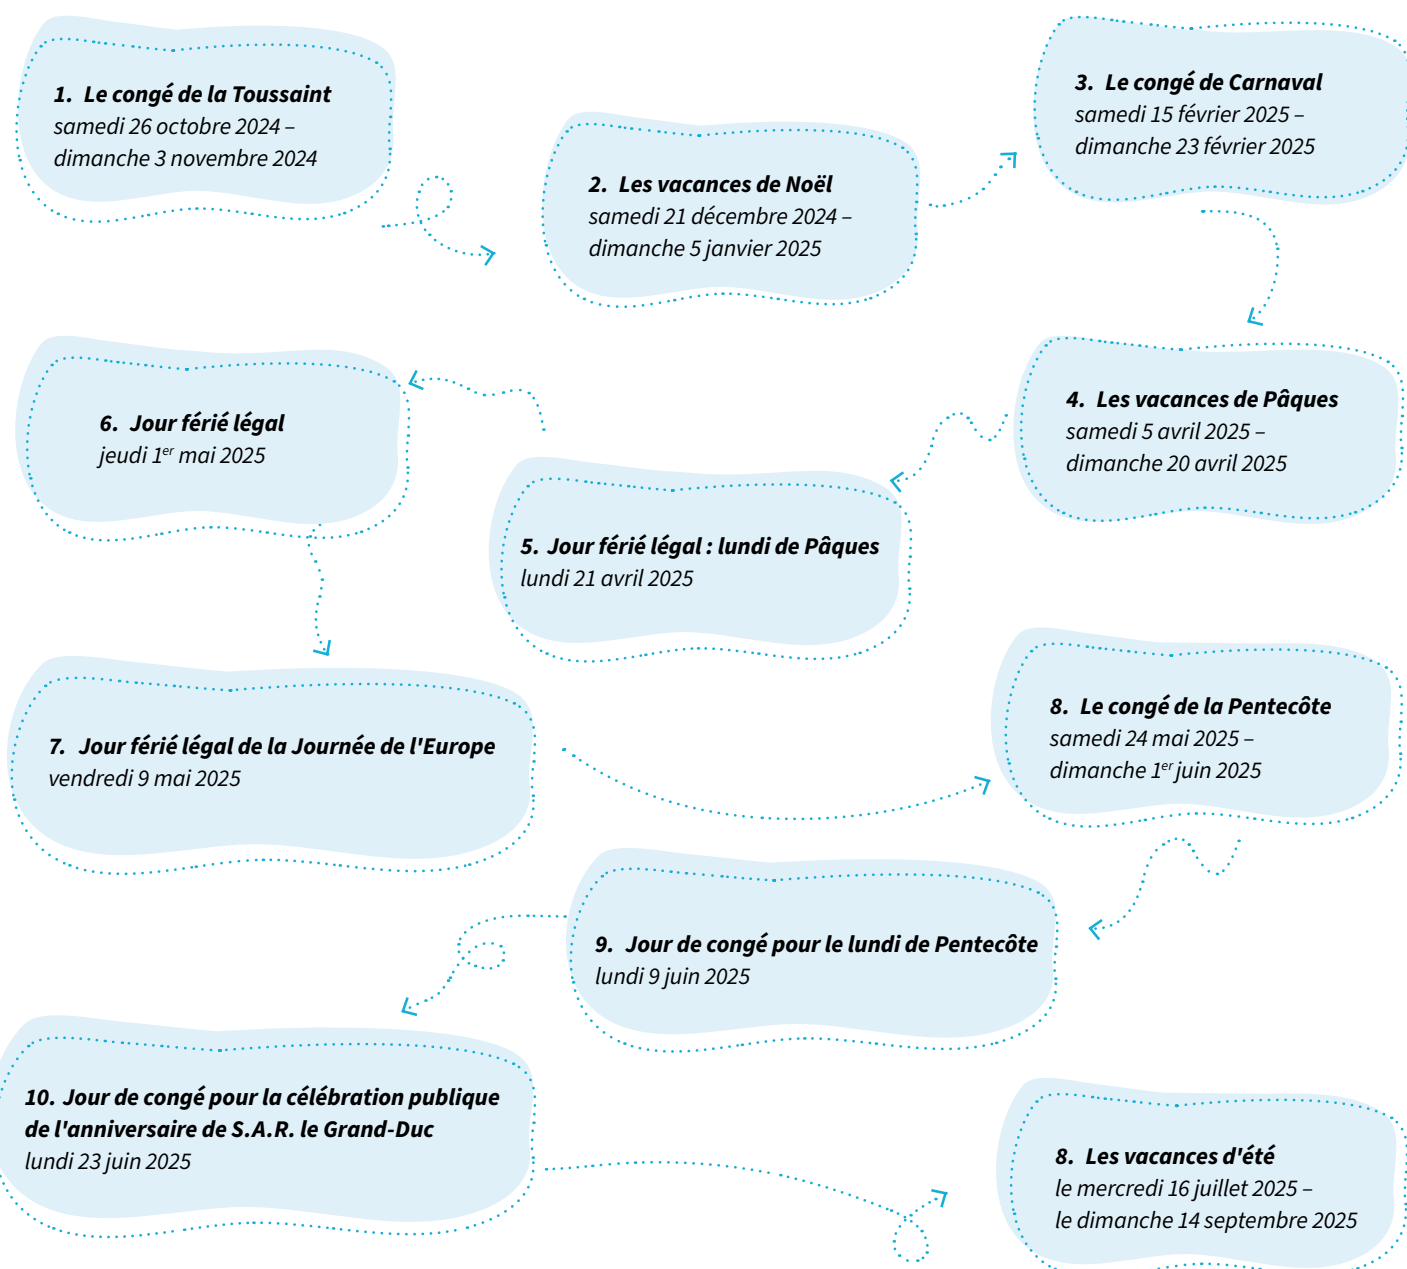 1. Le congé de la Toussaint
samedi 26 octobre 2024 –
dimanche 3 novembre 2024
2. Les vacances de Noël
samedi 21 décembre 2024 –
dimanche 5 janvier 2025
3. Le congé de Carnaval
samedi 15 février 2025 –
dimanche 23 février 2025
4. Les vacances de Pâques
samedi 5 avril 2025 –
dimanche 20 avril 2025
5. Jour férié légal : lundi de Pâques
lundi 21 avril 2025
6. Jour férié légal
jeudi 1er mai 2025
7. Jour férié légal de la Journée de l'Europe
vendredi 9 mai 2025
8. Le congé de la Pentecôte
samedi 24 mai 2025 –
dimanche 1er juin 2025
9. Jour de congé pour le lundi de Pentecôte
lundi 9 juin 2025
10. Jour de congé pour la célébration publique
de l'anniversaire de S.A.R. le Grand-Duc
lundi 23 juin 2025
8. Les vacances d'été
le mercredi 16 juillet 2025 –
le dimanche 14 septembre 2025